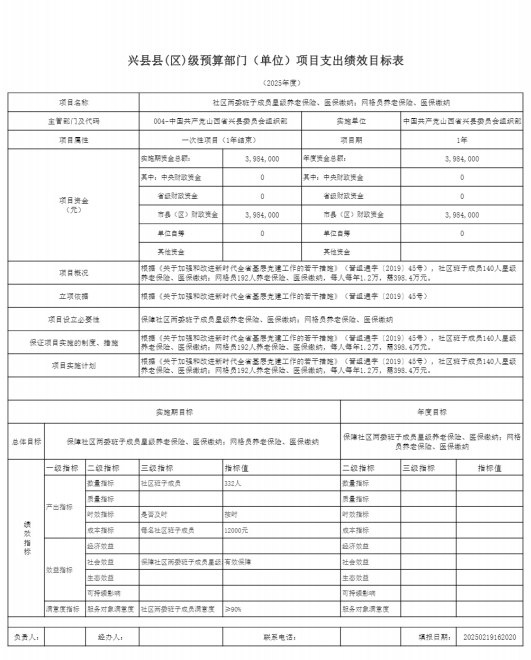 兴县县(区)级预算部门（单位）项目支出绩效目标表
（2025年度）
项目名称 社区两委班子成员星级养老保险、医保缴纳；网格员养老保险、医保缴纳
主管部门及代码 004-中国共产党山西省兴县委员会组织部 实施单位 中国共产党山西省兴县委员会组织部
项目属性 一次性项目（1年结束） 项目期 1年
项目资金
（元）
实施期资金总额： 3,984,000 年度资金总额： 3,984,000
其中：中央财政资金 0 其中：中央财政资金 0
省级财政资金 0 省级财政资金 0
市县（区）财政资金 3,984,000 市县（区）财政资金 3,984,000
单位自筹 0 单位自筹 0
其他资金 其他资金
项目概况 根据《关于加强和改进新时代全省基层党建工作的若干措施》（晋组通字〔2019〕45号），社区班子成员140人星级
养老保险、医保缴纳；网格员192人养老保险、医保缴纳，每人每年1.2万，需398.4万元。
立项依据 根据《关于加强和改进新时代全省基层党建工作的若干措施》（晋组通字〔2019〕45号）
项目设立必要性 保障社区两委班子成员星级养老保险、医保缴纳；网格员养老保险、医保缴纳
保证项目实施的制度、措施 根据《关于加强和改进新时代全省基层党建工作的若干措施》（晋组通字〔2019〕45号），社区班子成员140人星级
养老保险、医保缴纳；网格员192人养老保险、医保缴纳，每人每年1.2万，需398.4万元。
项目实施计划 根据《关于加强和改进新时代全省基层党建工作的若干措施》（晋组通字〔2019〕45号），社区班子成员140人星级
养老保险、医保缴纳；网格员192人养老保险、医保缴纳，每人每年1.2万，需398.4万元。
实施期目标 年度目标
总体目标 保障社区两委班子成员星级养老保险、医保缴纳；网格员养老保险、医保缴纳 保障社区两委班子成员星级养老保险、医保缴纳；网格
员养老保险、医保缴纳
绩效指标
一级指标 二级指标 三级指标 指标值 二级指标 三级指标 指标值
产出指标 数量指标 社区班子成员 332人 数量指标
质量指标 质量指标
时效指标 是否及时 按时 时效指标
成本指标 每名社区班子成员 12000元 成本指标
效益指标 经济效益 经济效益
社会效益 保障社区两委班子成员星级 有效保障 社会效益
生态效益 生态效益
可持续影响 可持续影响
满意度指标 服务对象满意度 社区两委班子成员满意度 ≥90% 服务对象满意度
负责人： 经办人： 联系电话： 填报日期： 20250219162020